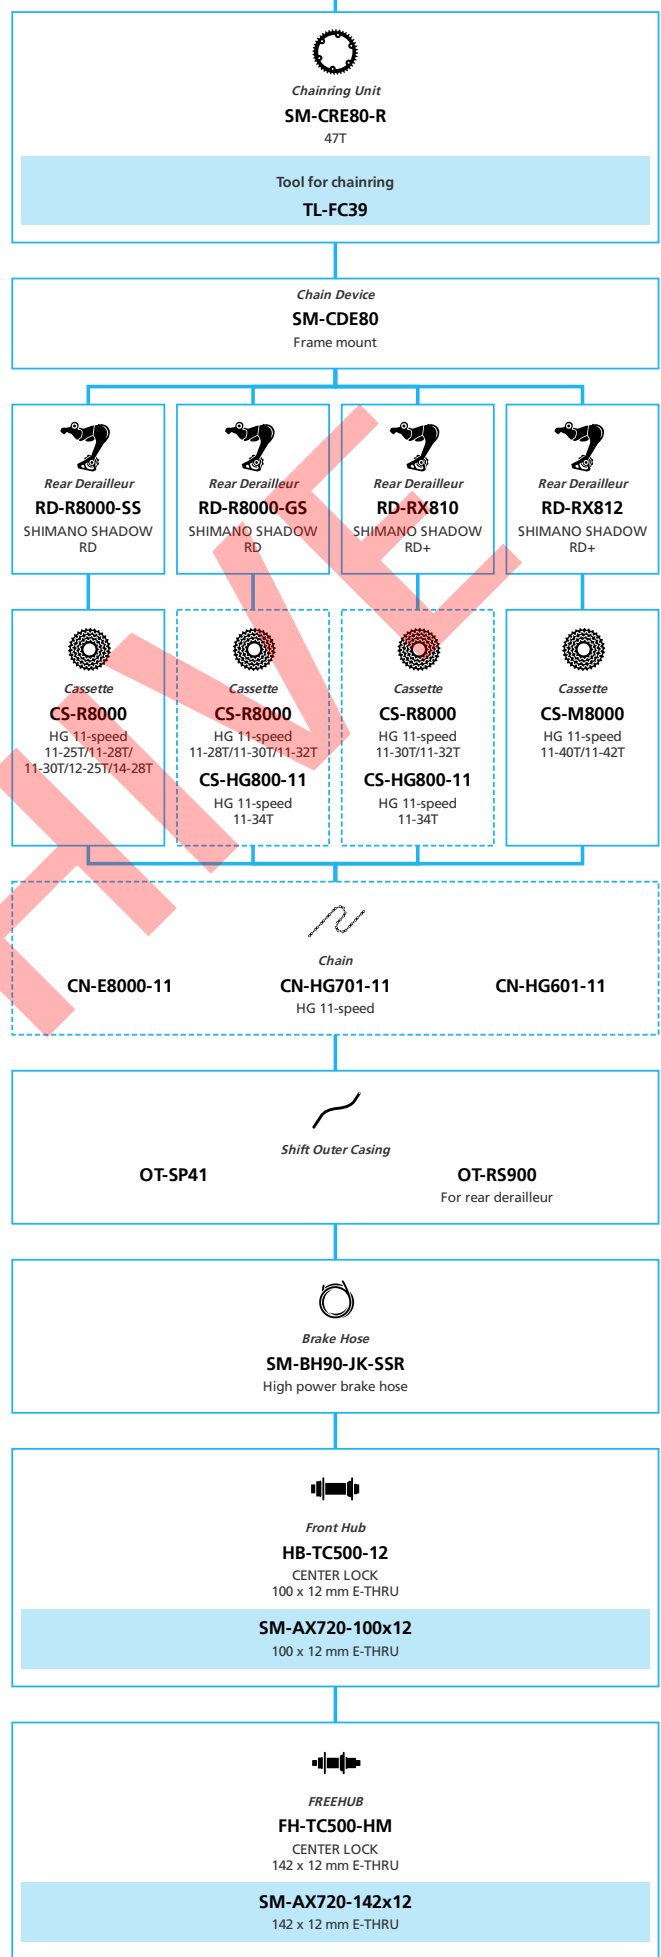 Chainring Unit
SM-CRE80-R
47T
Tool for chainring
TL-FC39
Chain Device
SM-CDE80
Frame mount
Rear Derailleur
RD-R8000-SS
SHIMANO SHADOW
RD
Rear Derailleur
RD-R8000-GS
SHIMANO SHADOW
RD
Rear Derailleur
RD-RX810
SHIMANO SHADOW
RD+
Rear Derailleur
RD-RX812
SHIMANO SHADOW
RD+
Cassette
CS-R8000
HG 11-speed
11-25T/11-28T/
11-30T/12-25T/14-28T
Cassette
CS-R8000
HG 11-speed
11-28T/11-30T/11-32T
CS-HG800-11
HG 11-speed
11-34T
Cassette
CS-R8000
HG 11-speed
11-30T/11-32T
CS-HG800-11
HG 11-speed
11-34T
Cassette
CS-M8000
HG 11-speed
11-40T/11-42T
Chain
CN-E8000-11
CN-HG701-11
HG 11-speed
CN-HG601-11
Shift Outer Casing
OT-SP41
OT-RS900
For rear derailleur
Brake Hose
SM-BH90-JK-SSR
High power brake hose
Front Hub
HB-TC500-12
CENTER LOCK
100 x 12 mm E-THRU
SM-AX720-100x12
100 x 12 mm E-THRU
FREEHUB
FH-TC500-HM
CENTER LOCK
142 x 12 mm E-THRU
SM-AX720-142x12
142 x 12 mm E-THRU
HIVE